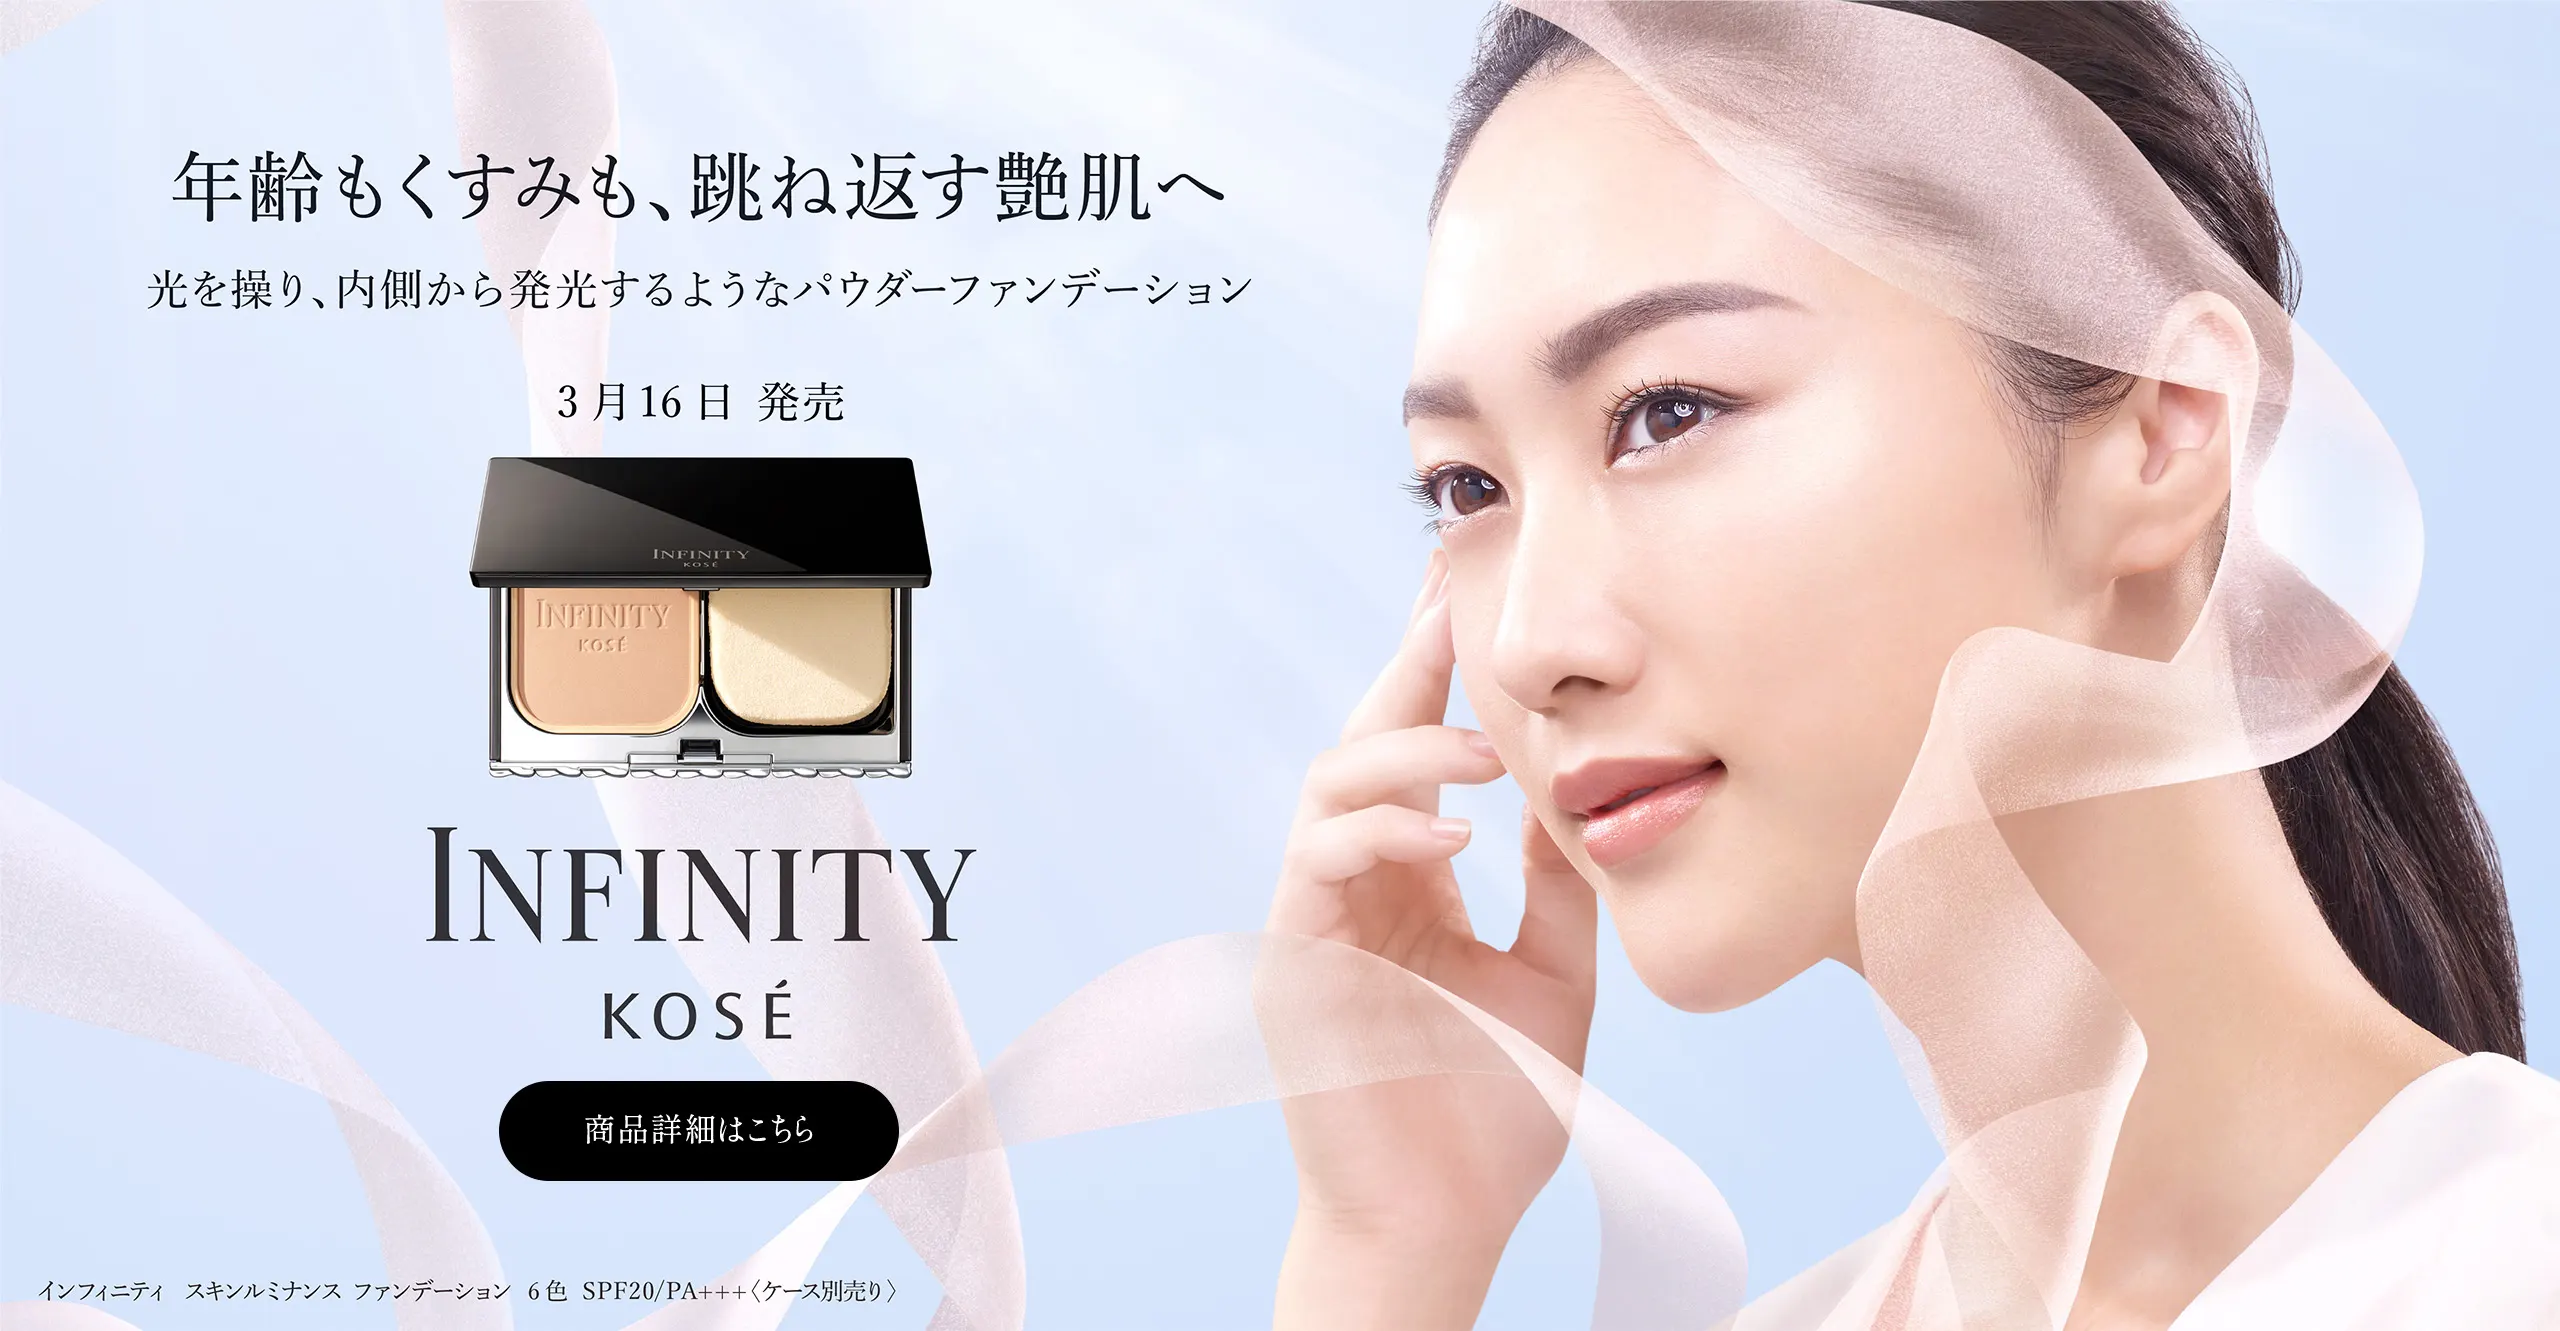 年齢もくすみも、跳ね返す艶肌へ
光を操り、内側から発光するようなパウダーファンデーション
3月16日 発売
INFINITY
KOSÉ
INFINITY
KOSÉ
INFINITY
KOSÉ
商品詳細はこちら
インフィニティ スキンルミナンス ファンデーション 6色 SPF20/PA+++〈ケース別売り〉